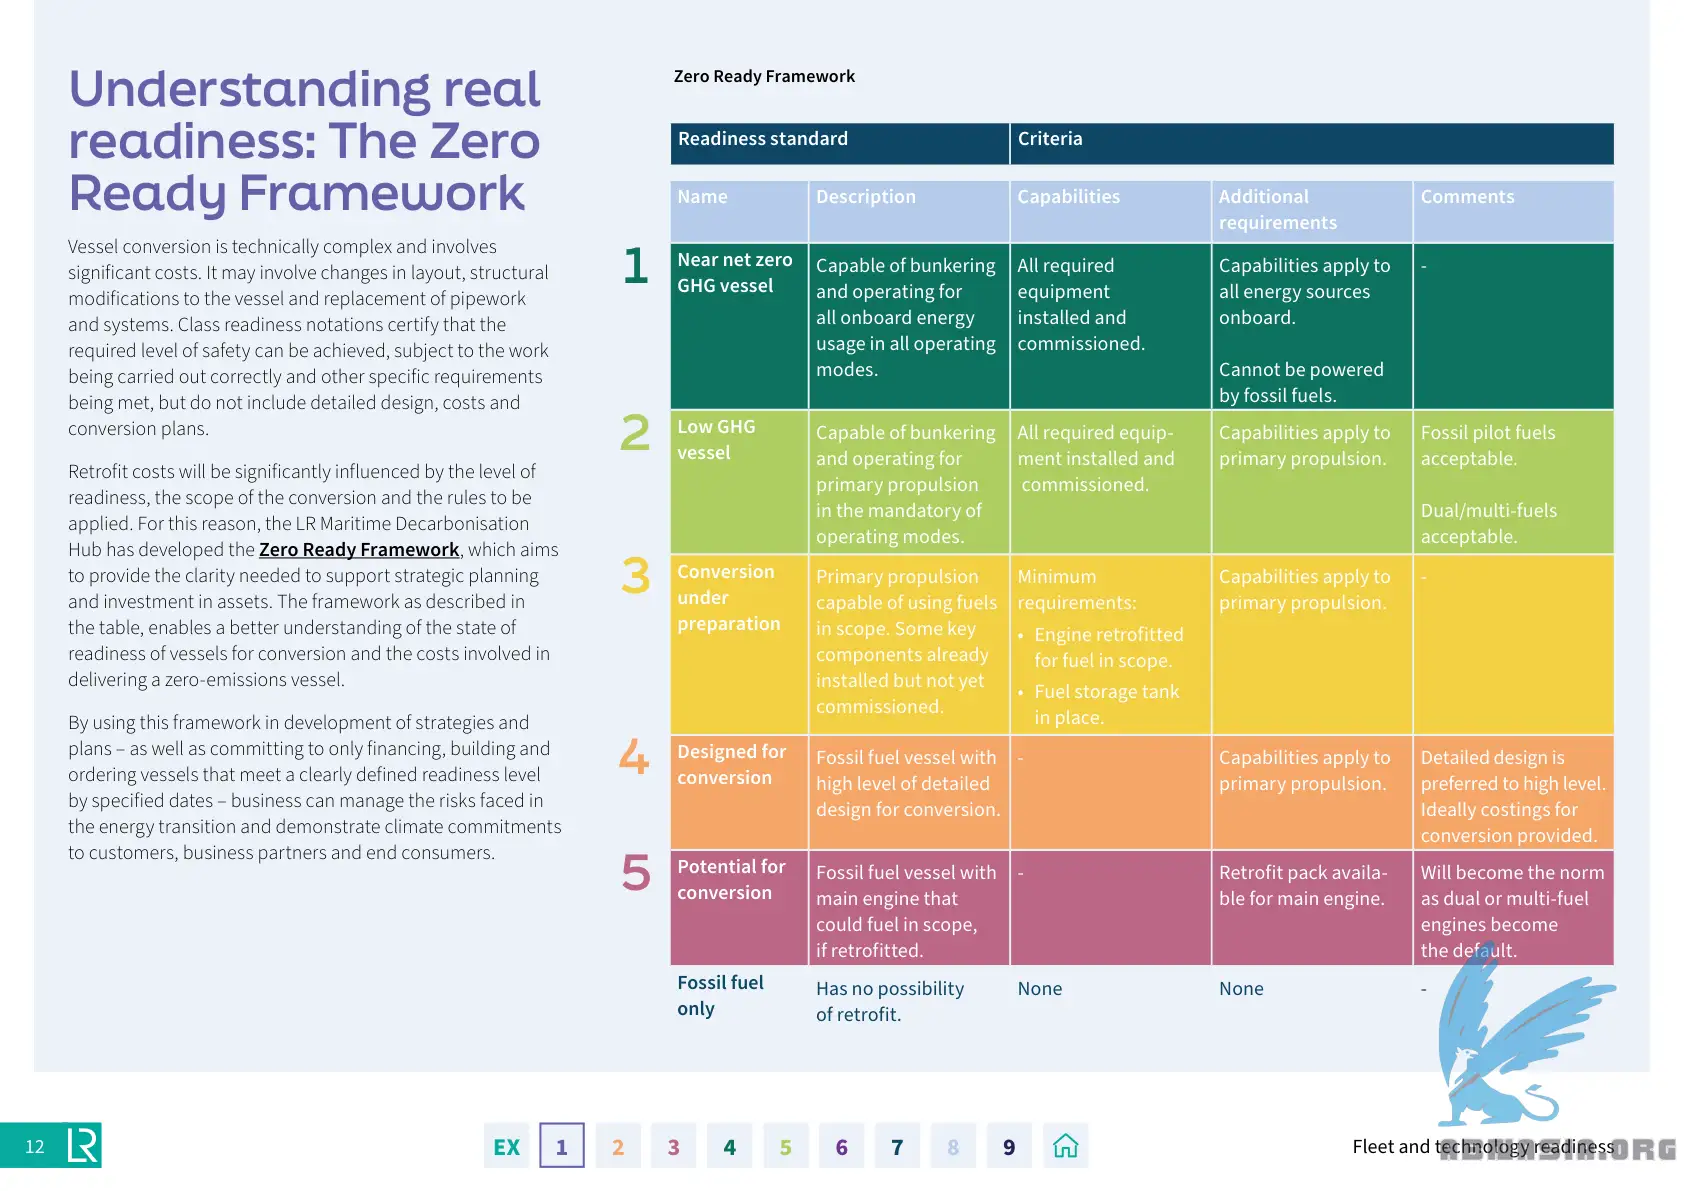 Understanding real
readiness: The Zero
Ready Framework
Vessel conversion is technically complex and involves
significant costs. It may involve changes in layout, structural
modifications to the vessel and replacement of pipework
and systems. Class readiness notations certify that the
required level of safety can be achieved, subject to the work
being carried out correctly and other specific requirements
being met, but do not include detailed design, costs and
conversion plans.
Retrofit costs will be significantly influenced by the level of
readiness, the scope of the conversion and the rules to be
applied. For this reason, the LR Maritime Decarbonisation
Hub has developed the Zero Ready Framework, which aims
to provide the clarity needed to support strategic planning
and investment in assets. The framework as described in
the table, enables a better understanding of the state of
readiness of vessels for conversion and the costs involved in
delivering a zero-emissions vessel.
By using this framework in development of strategies and
plans – as well as committing to only financing, building and
ordering vessels that meet a clearly defined readiness level
by specified dates – business can manage the risks faced in
the energy transition and demonstrate climate commitments
to customers, business partners and end consumers.
Zero Ready Framework
Readiness standard
Criteria
Name
Description
Capabilities
Additional
requirements
Comments
1
Near net zero
GHG vessel
Capable of bunkering
and operating for
all onboard energy
usage in all operating
modes.
All required
equipment
installed and
commissioned.
Capabilities apply to
all energy sources
onboard.
Cannot be powered
by fossil fuels.
-
2
Low GHG
vessel
Capable of bunkering
and operating for
primary propulsion
in the mandatory of
operating modes.
All required equip-
ment installed and
commissioned.
Capabilities apply to
primary propulsion.
Fossil pilot fuels
acceptable.
Dual/multi-fuels
acceptable.
3
Conversion
under
preparation
Primary propulsion
capable of using fuels
in scope. Some key
components already
installed but not yet
commissioned.
Minimum
requirements:
• Engine retrofitted
for fuel in scope.
• Fuel storage tank
in place.
Capabilities apply to
primary propulsion.
-
4
Designed for
conversion
Fossil fuel vessel with
high level of detailed
design for conversion.
-
Capabilities apply to
primary propulsion.
Detailed design is
preferred to high level.
Ideally costings for
conversion provided.
5
Potential for
conversion
Fossil fuel vessel with
main engine that
could fuel in scope,
if retrofitted.
-
Retrofit pack availa-
ble for main engine.
Will become the norm
as dual or multi-fuel
engines become
the default.
Fossil fuel
only
Has no possibility
of retrofit.
None
None
-
12
LR
EX
1
2
3
4
5
6
7
8
9
Fleet and technology readiness